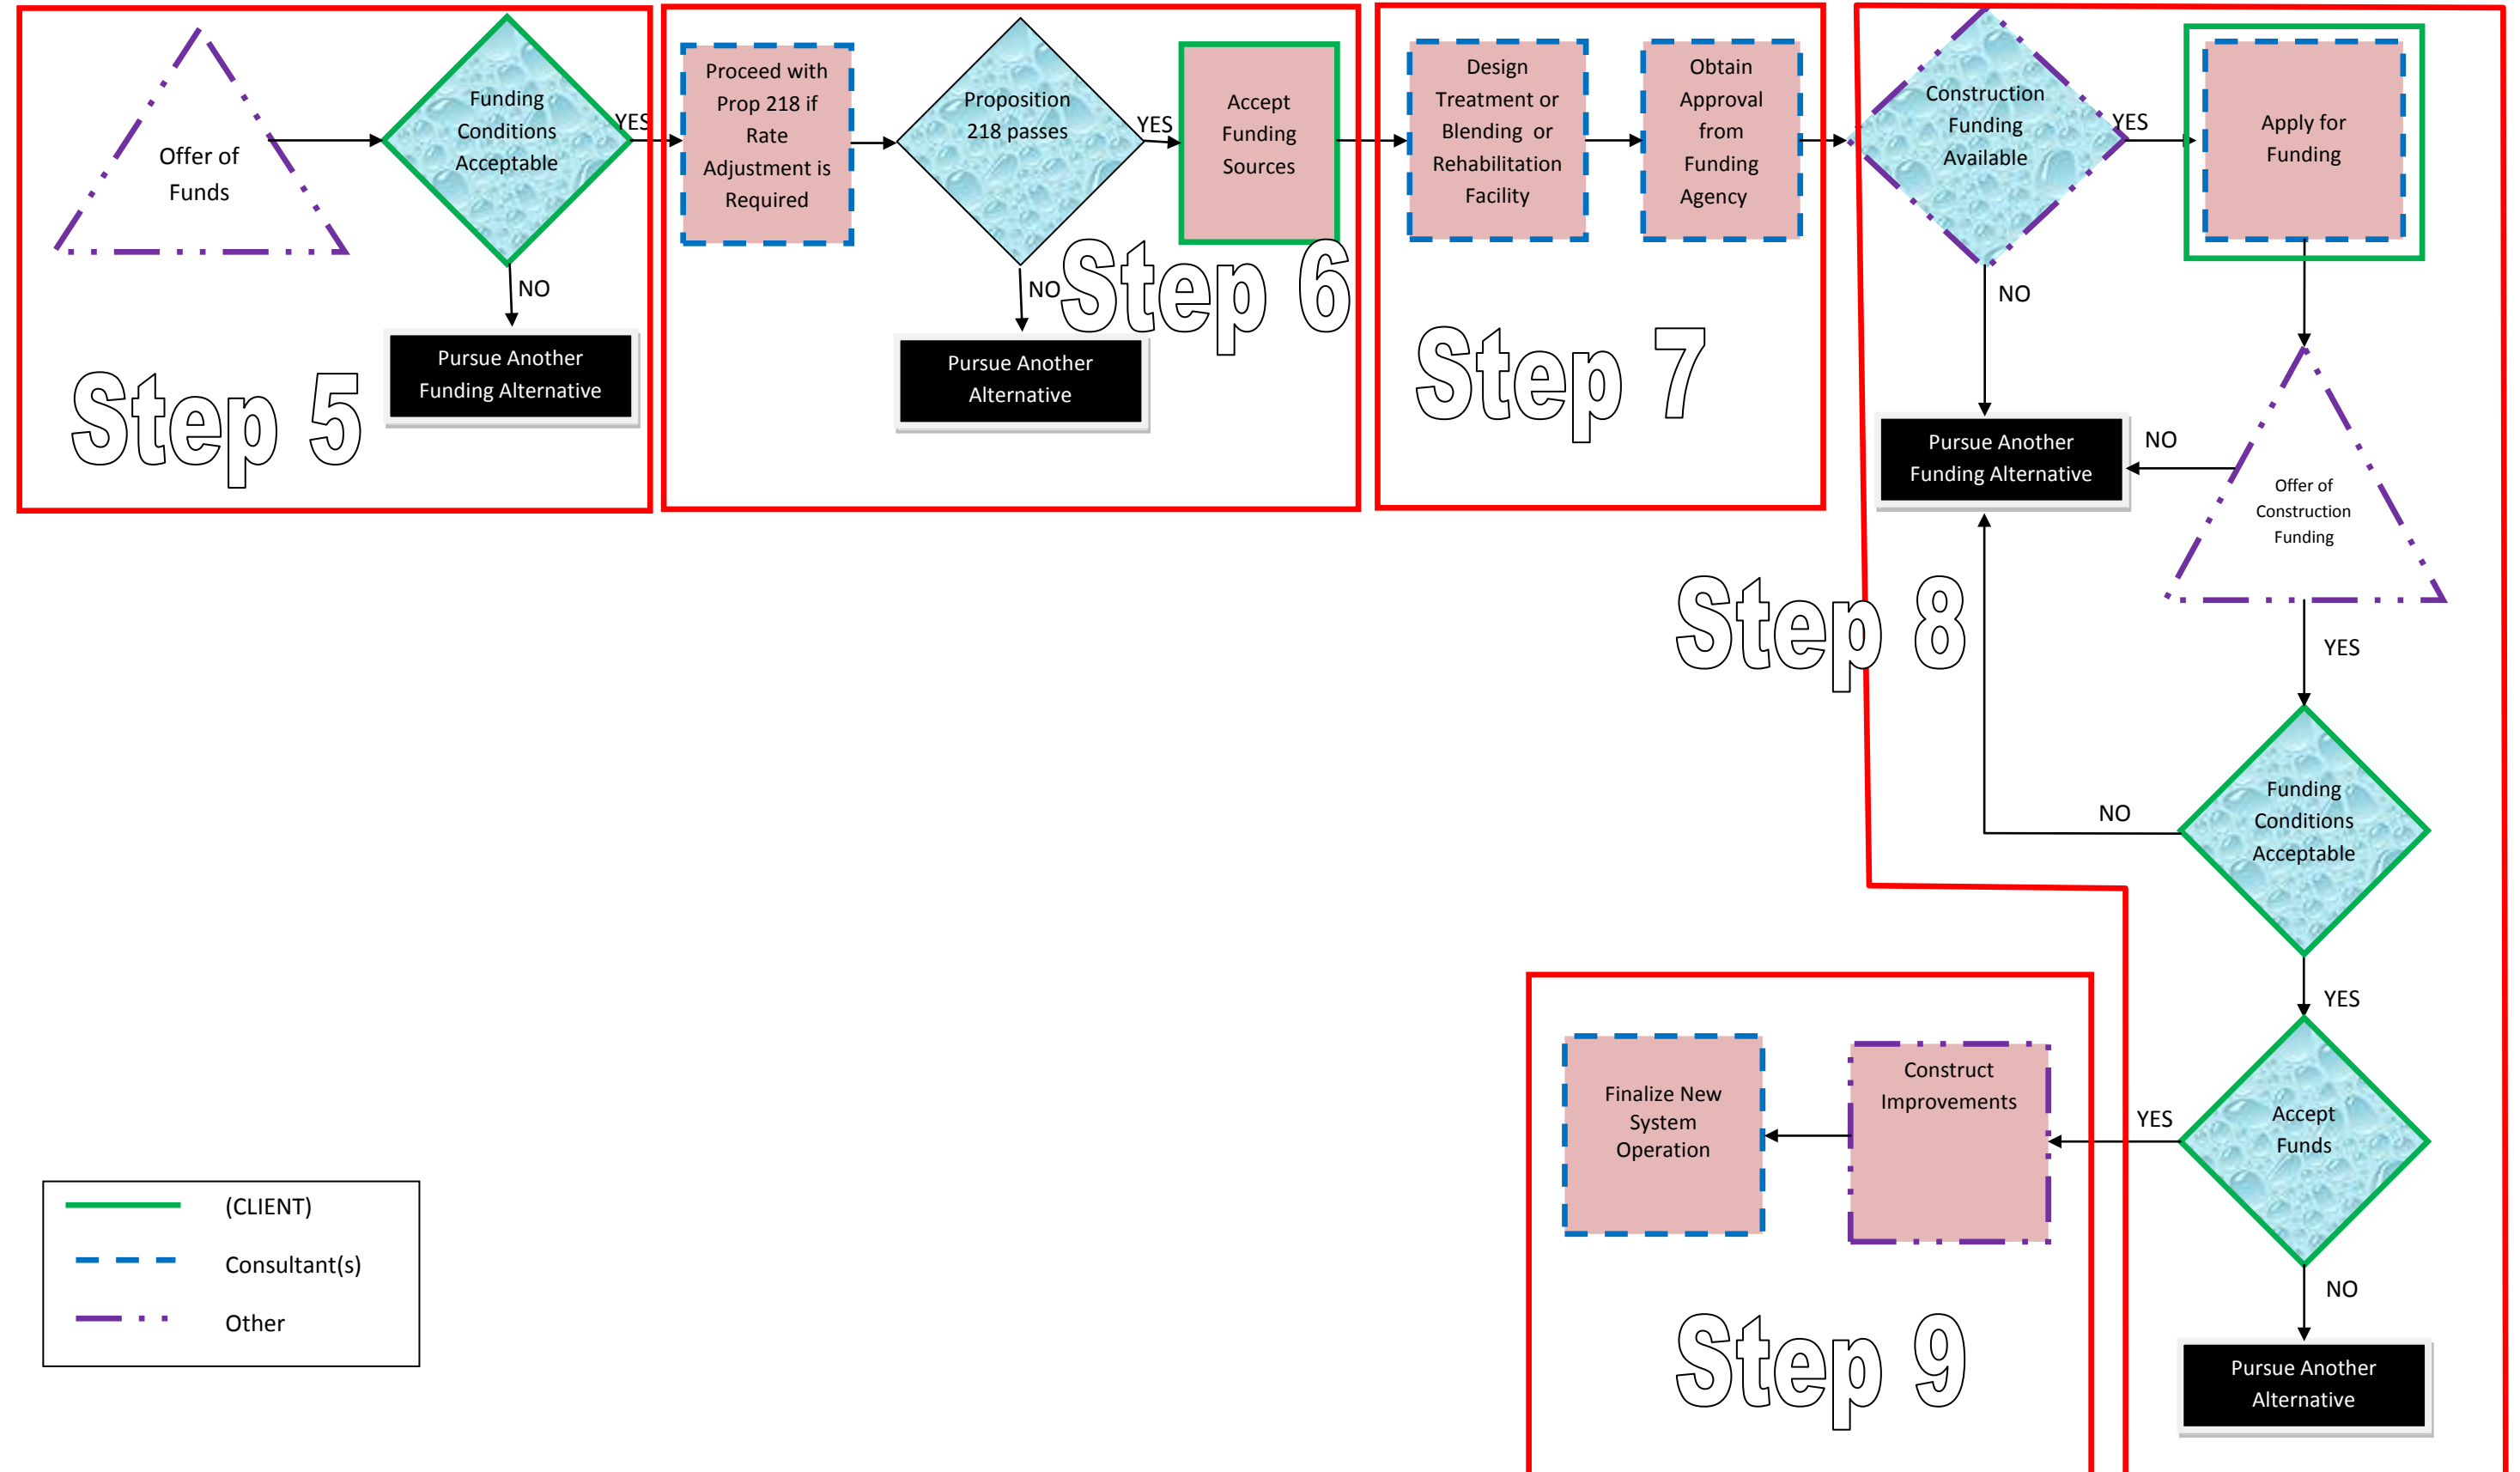 Offer of
Funds
Funding
Conditions
Acceptable
YES
NO
Pursue Another
Funding Alternative
Step 5
Proceed with
Prop 218 if
Rate
Adjustment is
Required
Proposition
218 passes
YES
NO
Pursue Another
Alternative
Accept
Funding
Sources
Step 6
Design
Treatment or
Blending or
Rehabilitation
Facility
Obtain
Approval
from
Funding
Agency
Step 7
Construction
Funding
Available
YES
NO
Apply for
Funding
Pursue Another
Funding Alternative
NO
Offer of
Construction
Funding
YES
Step 8
Funding
Conditions
Acceptable
NO
YES
Accept
Funds
YES
NO
Pursue Another
Alternative
Construct
Improvements
Finalize New
System
Operation
Step 9
(CLIENT)
Consultant(s)
Other